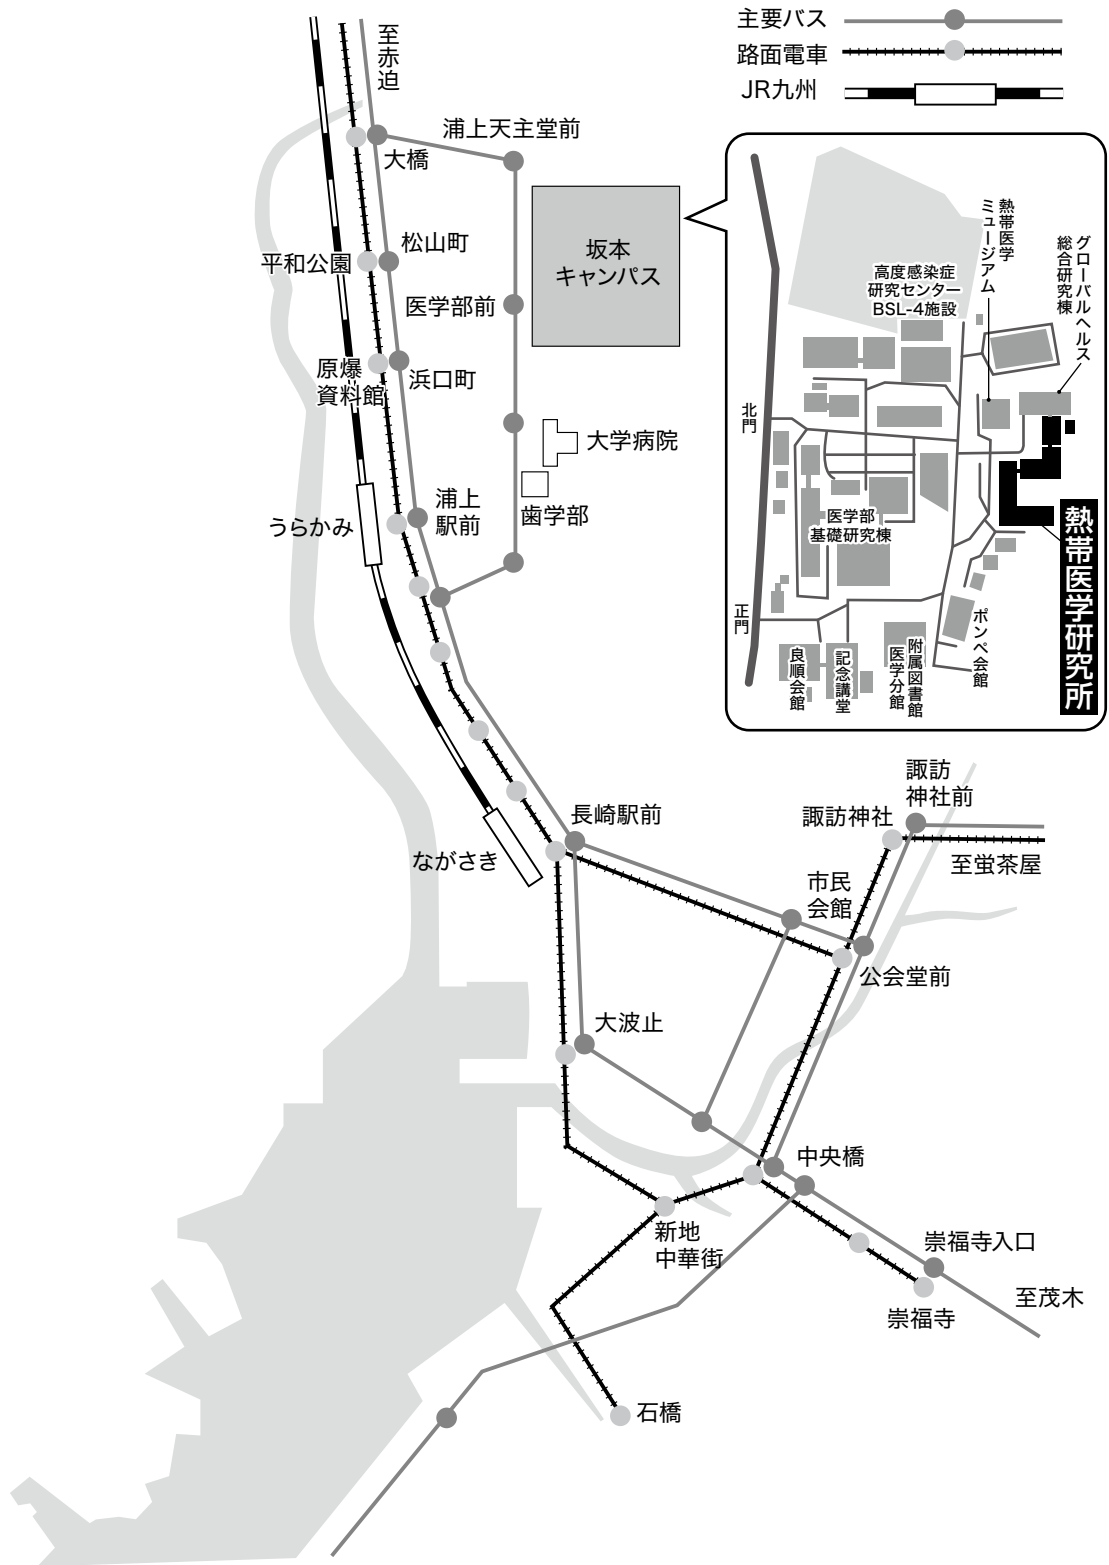 主要バス
路面電車
JR九州
至赤迫
浦上天主堂前
大橋
坂本
キャンパス
松山町
平和公園
医学部前
原爆
資料館
浜口町
大学病院
浦上
駅前
歯学部
うらかみ
熱帯医学
ミュージアム
グローバルヘルス
総合研究棟
高度感染症
研究センター
BSL-4施設
北門
医学部
基礎研究棟
熱帯医学研究所
正門
ポンペ会館
良順会館
記念講堂
附属図書館
医学分館
諏訪
神社前
長崎駅前
諏訪神社
ながさき
至蛍茶屋
市民
会館
公会堂前
大波止
中央橋
新地
中華街
崇福寺入口
至茂木
崇福寺
石橋